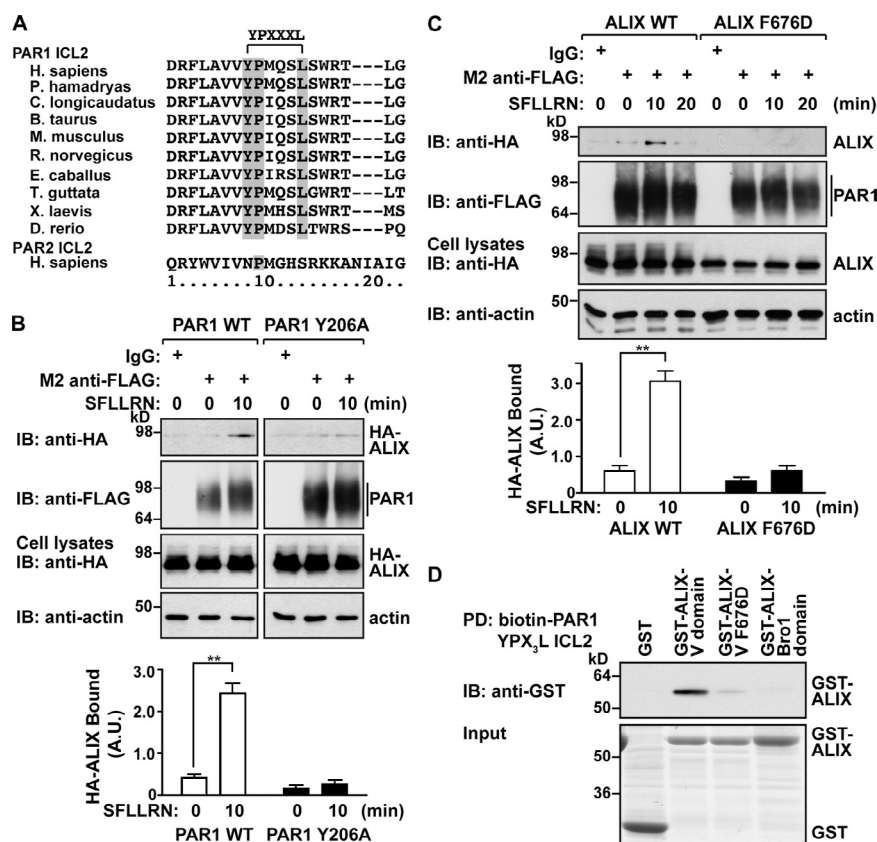 A
YPXXXL
PAR1 ICL2
H. sapiens DRFLAVVYPMQSLSWRT---LG
P. hamadryas DRFLAVVYPMQSLSWRT---LG
C. longicaudatus DRFLAVVYPMQSLSWRT---LG
B. taurus DRFLAVVYPIQSLSWRT---LG
M. musculus DRFLAVVYPIQSLSWRT---LG
R. norvegicus DRFLAVVYPIQSLSWRT---LG
E. caballus DRFLAVVYPIRSLSWRT---LG
T. guttata DRFLAVVYPMQSLGWRT---LT
X. laevis DRFLAVVYPMHSLSWRT---MS
D. rerio DRFLAVVYPMDSLTWRS---PQ
PAR2 ICL2
H. sapiens QRYWVIVNPMGHSRKKANIAIG
1........10.........20..
B
PAR1 WT PAR1 Y206A
IgG: + +
M2 anti-FLAG: + + + +
SFLLRN: 0 0 10 0 0 10 (min)
kD
IB: anti-HA 98 HA-ALIX
IB: anti-FLAG 98 64 PAR1
Cell lysates
IB: anti-HA 98 HA-ALIX
IB: anti-actin 50 actin
HA-ALIX Bound (A.U.)
3.0
2.0
1.0
0
**
SFLLRN: 0 10 0 10 (min)
PAR1 WT PAR1 Y206A
C
ALIX WT ALIX F676D
IgG: + +
M2 anti-FLAG: + + + + + +
SFLLRN: 0 0 10 20 0 0 10 20 (min)
kD
IB: anti-HA 98 ALIX
IB: anti-FLAG 98 64 PAR1
Cell lysates
IB: anti-HA 98 ALIX
IB: anti-actin 50 actin
HA-ALIX Bound (A.U.)
3.0
2.0
1.0
0
**
SFLLRN: 0 10 0 10 (min)
ALIX WT ALIX F676D
D
PD: biotin-PAR1
YPX3L ICL2
GST
GST-ALIX-V domain
GST-ALIX-V F676D
GST-ALIX-Bro1 domain
kD
IB: anti-GST 64 50 GST-ALIX
Input 50 36 GST-ALIX
GST